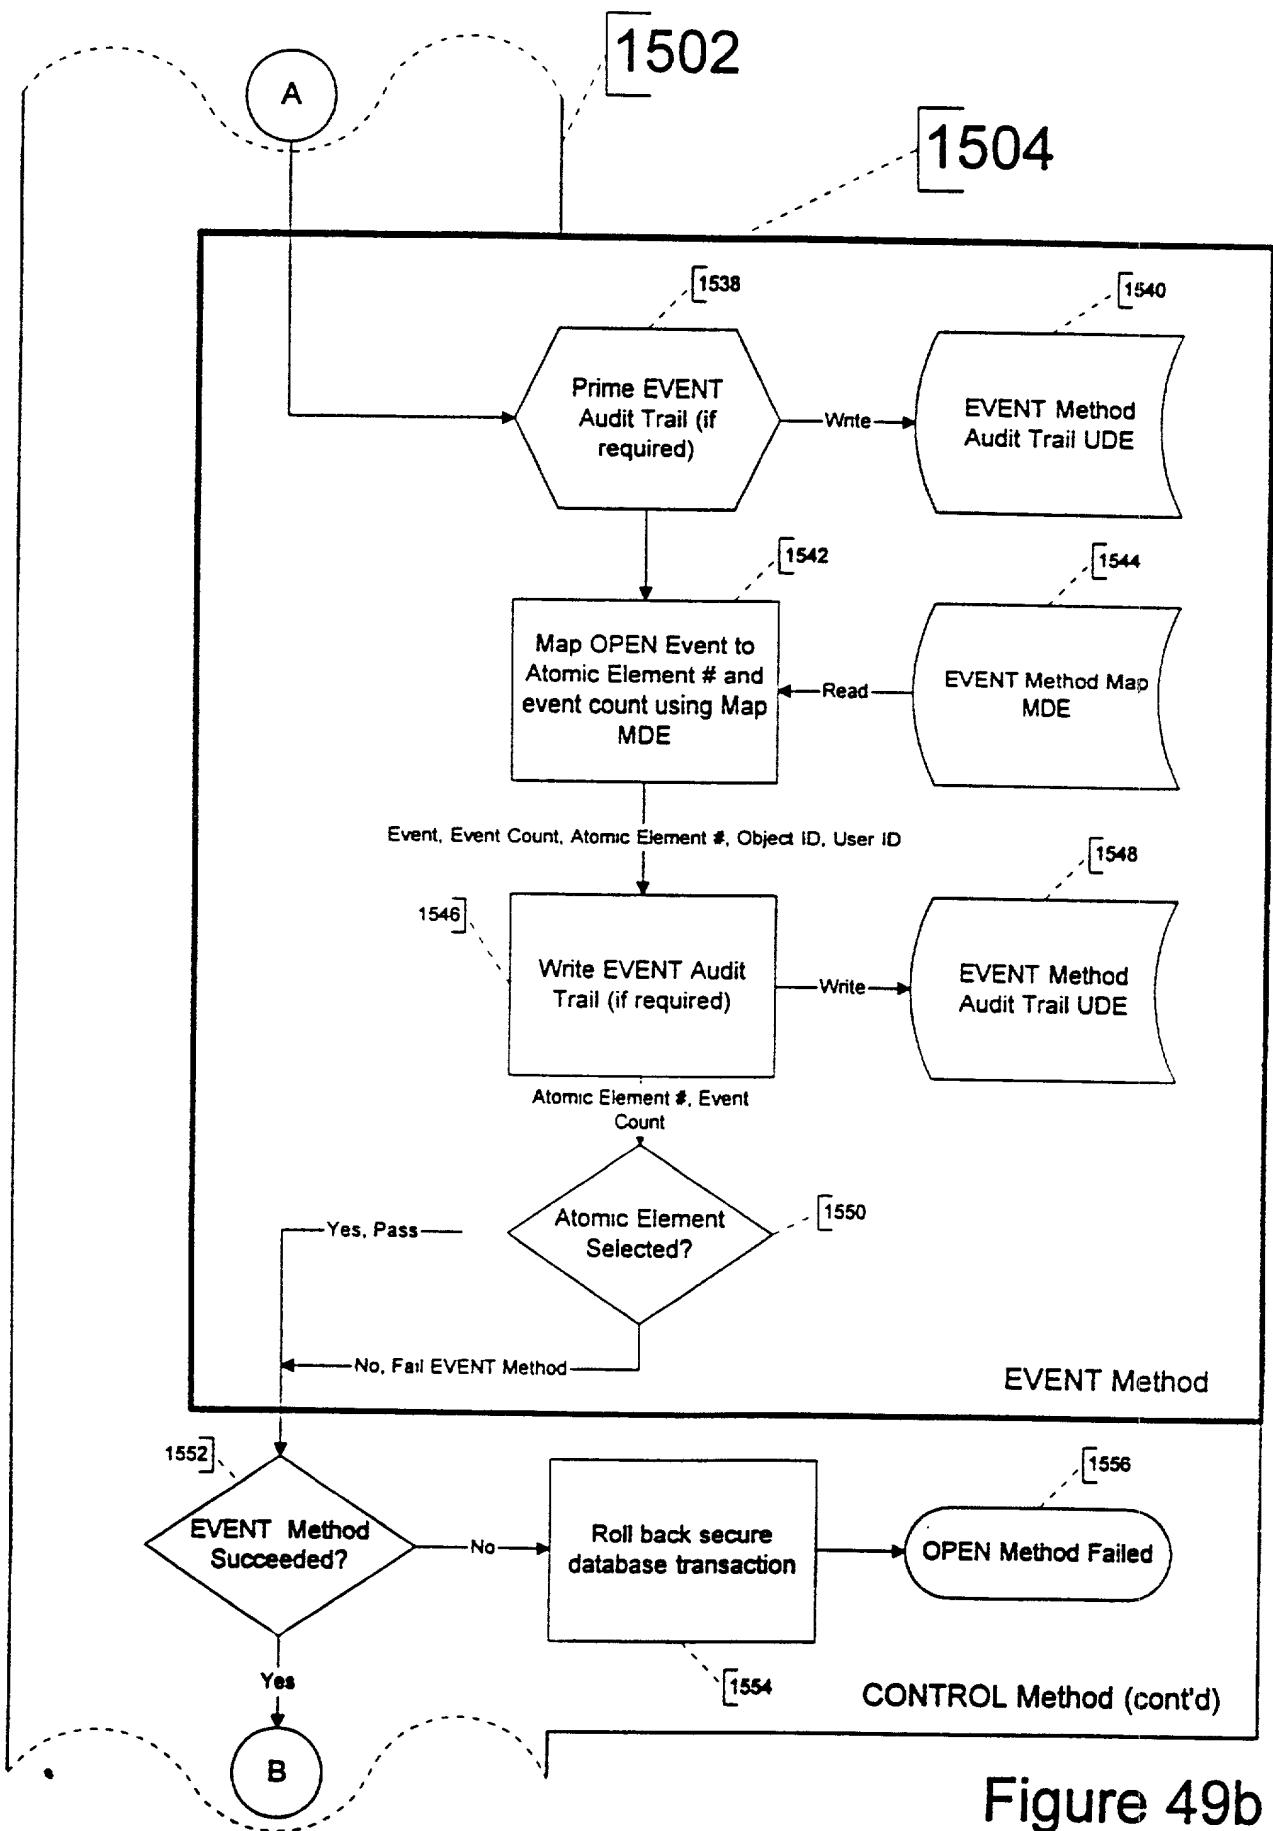 1502
A
1504
1538
1540
Prime EVENT
Audit Trail (if
required)
Write
EVENT Method
Audit Trail UDE
1542
1544
Map OPEN Event to
Atomic Element # and
event count using Map
MDE
Read
EVENT Method Map
MDE
Event, Event Count, Atomic Element #, Object ID, User ID
1548
1546
Write EVENT Audit
Trail (if required)
Write
EVENT Method
Audit Trail UDE
Atomic Element #, Event
Count
1550
Atomic Element
Selected?
Yes, Pass
No, Fail EVENT Method
EVENT Method
1552
1556
EVENT Method
Succeeded?
No
Roll back secure
database transaction
OPEN Method Failed
Yes
1554
CONTROL Method (cont'd)
B
Figure 49b